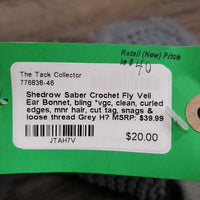 Retail (New) Price
is $40
The Tack Collector
776838-46
Shedrow Saber Crochet Fly Veil
Ear Bonnet, bling *vgc, clean, curled
edges, mnr hair, cut tag, snags &
loose thread Grey H? MSRP: $39.99
JTAH7V
$20.00